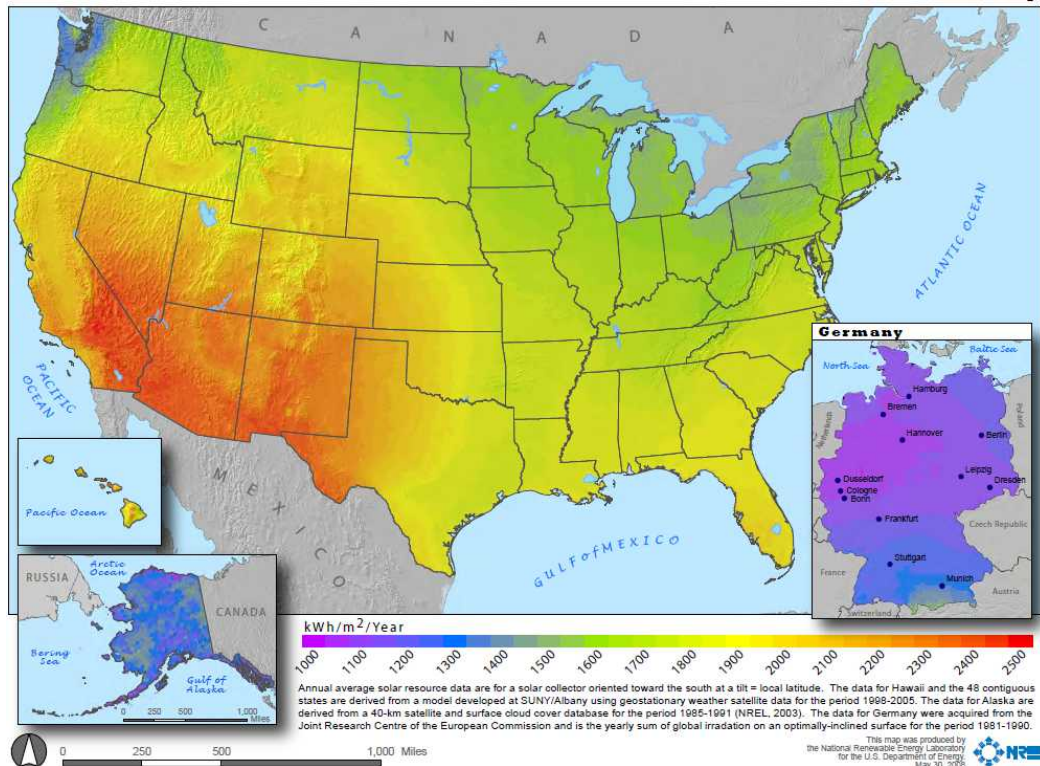 C A N A D A
ATLANTIC OCEAN
PACIFIC
OCEAN
MEXICO
GULF of MEXICO
Pacific Ocean
Arctic
Ocean
RUSSIA
CANADA
Bering
Sea
Gulf of
Alaska
0 250 500 1,000
Miles
Germany
North Sea
Baltic Sea
Hamburg
Bremen
Netherlands
Poland
Hannover
Berlin
Dusseldorf
Cologne
Bonn
Leipzig
Dresden
Frankfurt
Czech Republic
Stuttgart
France
Munich
Austria
Switzerland
kWh/m2/Year
1000 1100 1200 1300 1400 1500 1600 1700 1800 1900 2000 2100 2200 2300 2400 2500
Annual average solar resource data are for a solar collector oriented toward the south at a tilt = local latitude. The data for Hawaii and the 48 contiguous
states are derived from a model developed at SUNY/Albany using geostationary weather satellite data for the period 1998-2005. The data for Alaska are
derived from a 40-km satellite and surface cloud cover database for the period 1985-1991 (NREL, 2003). The data for Germany were acquired from the
Joint Research Centre of the European Commission and is the yearly sum of global irradiation on an optimally-inclined surface for the period 1981-1990.
0 250 500 1,000 Miles
This map was produced by
the National Renewable Energy Laboratory
for the U.S. Department of Energy.
May 30, 2008
NRE